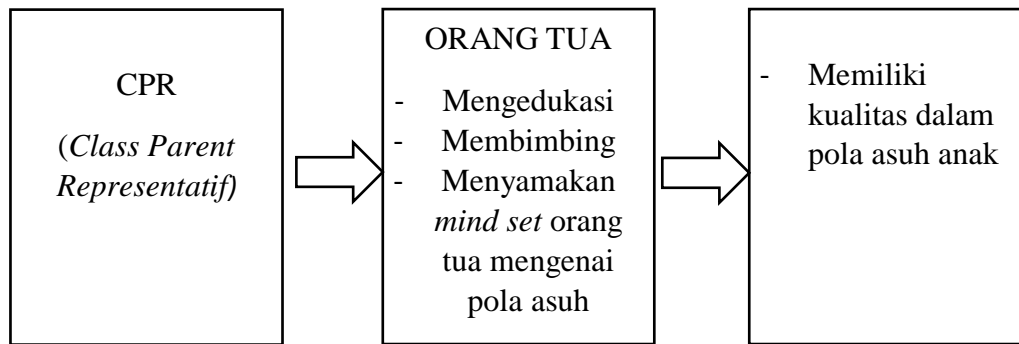 CPR
(Class Parent
Representatif)
ORANG TUA
- Mengedukasi
- Membimbing
- Menyamakan
mind set orang
tua mengenai
pola asuh
- Memiliki
kualitas dalam
pola asuh anak